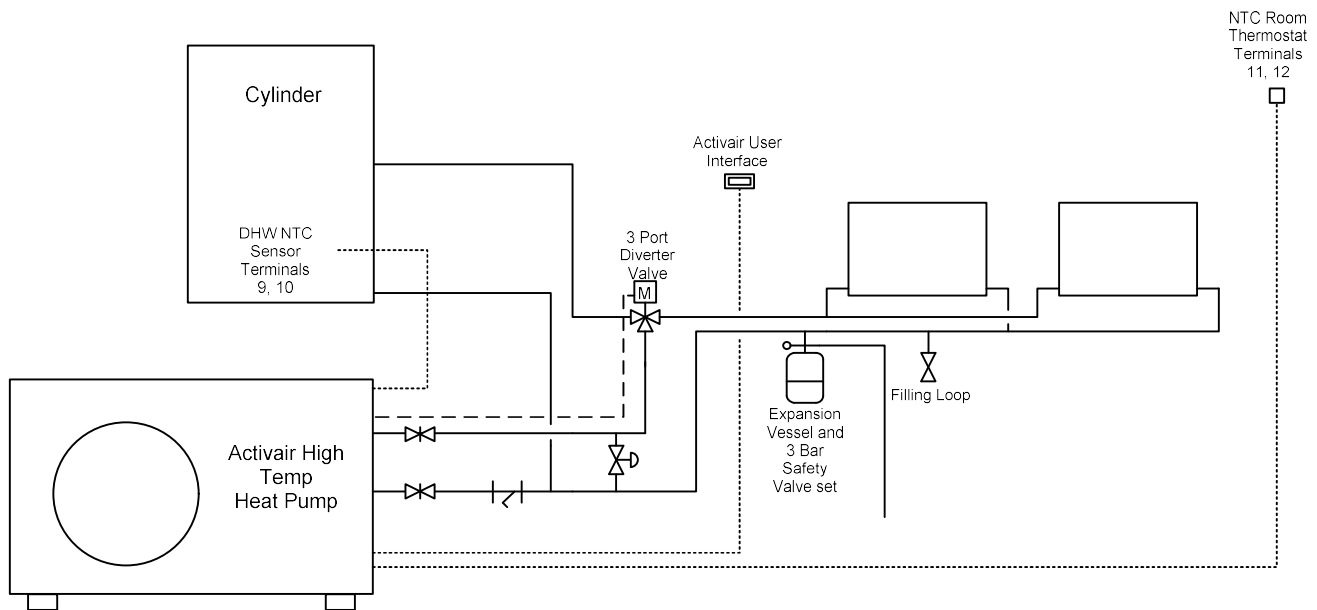 NTC Room
Thermostat
Terminals
11, 12
Cylinder
Activair User
Interface
DHW NTC
Sensor
Terminals
9, 10
3 Port
Diverter
Valve
M
Filling Loop
Expansion
Vessel and
3 Bar
Safety
Valve set
Activair High
Temp
Heat Pump